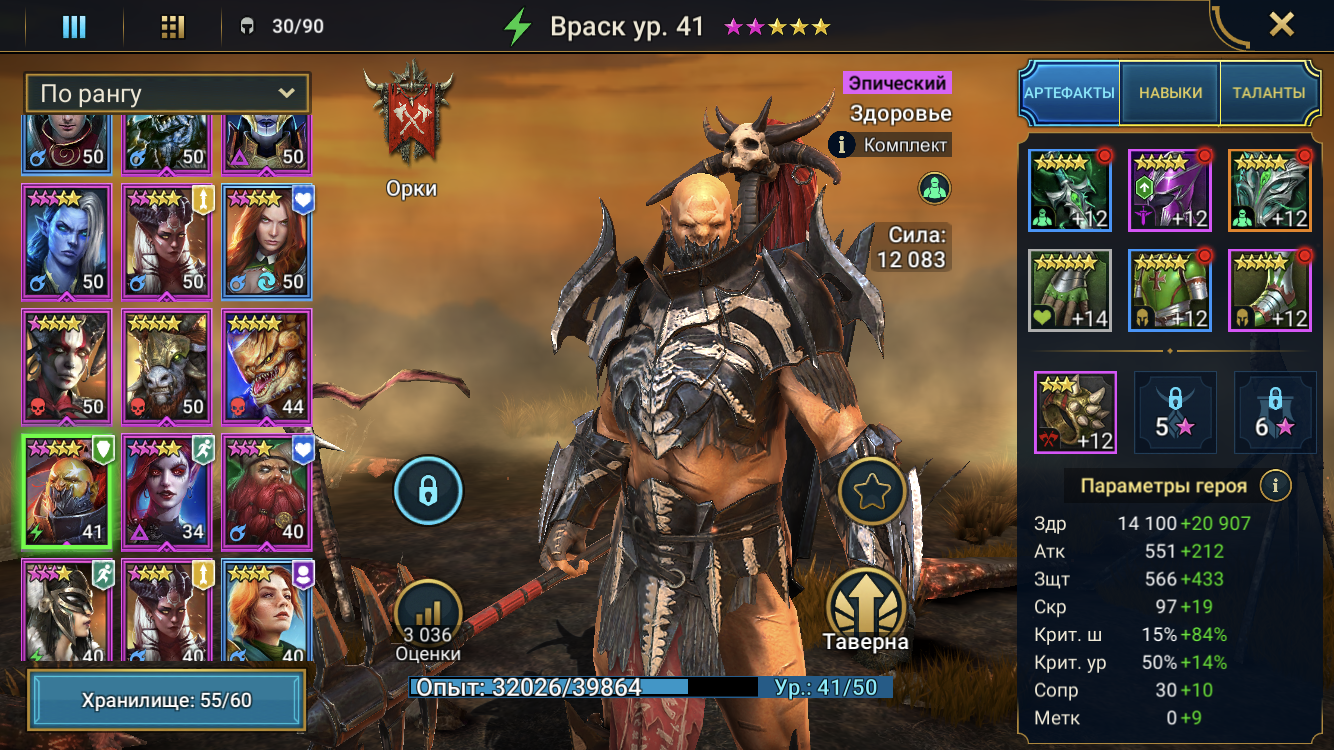 30/90
Враск ур. 41
По рангу
50
50
50
50
50
50
50
50
44
41
34
40
40
40
40
Хранилище: 55/60
Орки
Эпический
Здоровье
Комплект
Сила:
12 083
3 036
Оценки
Таверна
Опыт: 32026/39864
Ур.: 41/50
АРТЕФАКТЫ
НАВЫКИ
ТАЛАНТЫ
+12
+12
+12
+14
+12
+12
+12
5
6
Параметры героя
Здр 14 100 +20 907
Атк 551 +212
Зщт 566 +433
Скр 97 +19
Крит. ш 15% +84%
Крит. ур 50% +14%
Сопр 30 +10
Метк 0 +9